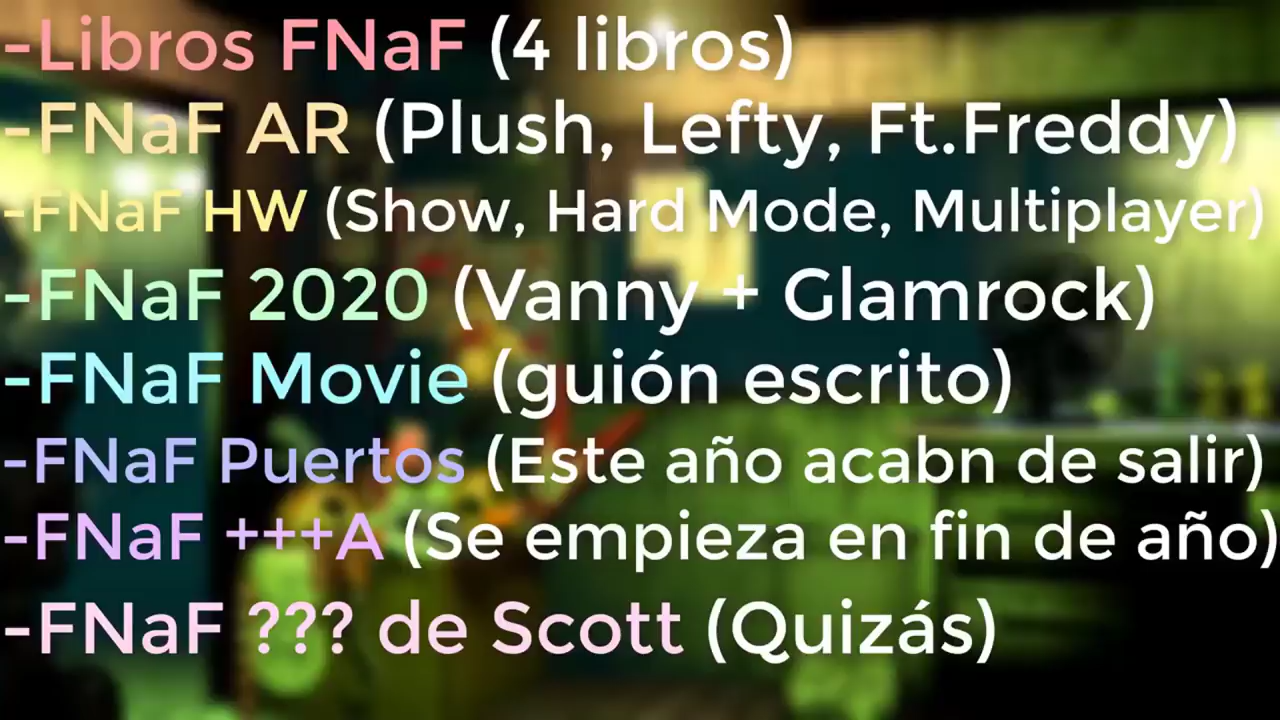 -Libros FNaF (4 libros)
-FNaF AR (Plush, Lefty, Ft.Freddy)
-FNaF HW (Show, Hard Mode, Multiplayer)
-FNaF 2020 (Vanny + Glamrock)
-FNaF Movie (guión escrito)
-FNaF Puertos (Este año acabn de salir)
-FNaF +++A (Se empieza en fin de año)
-FNaF ??? de Scott (Quizás)